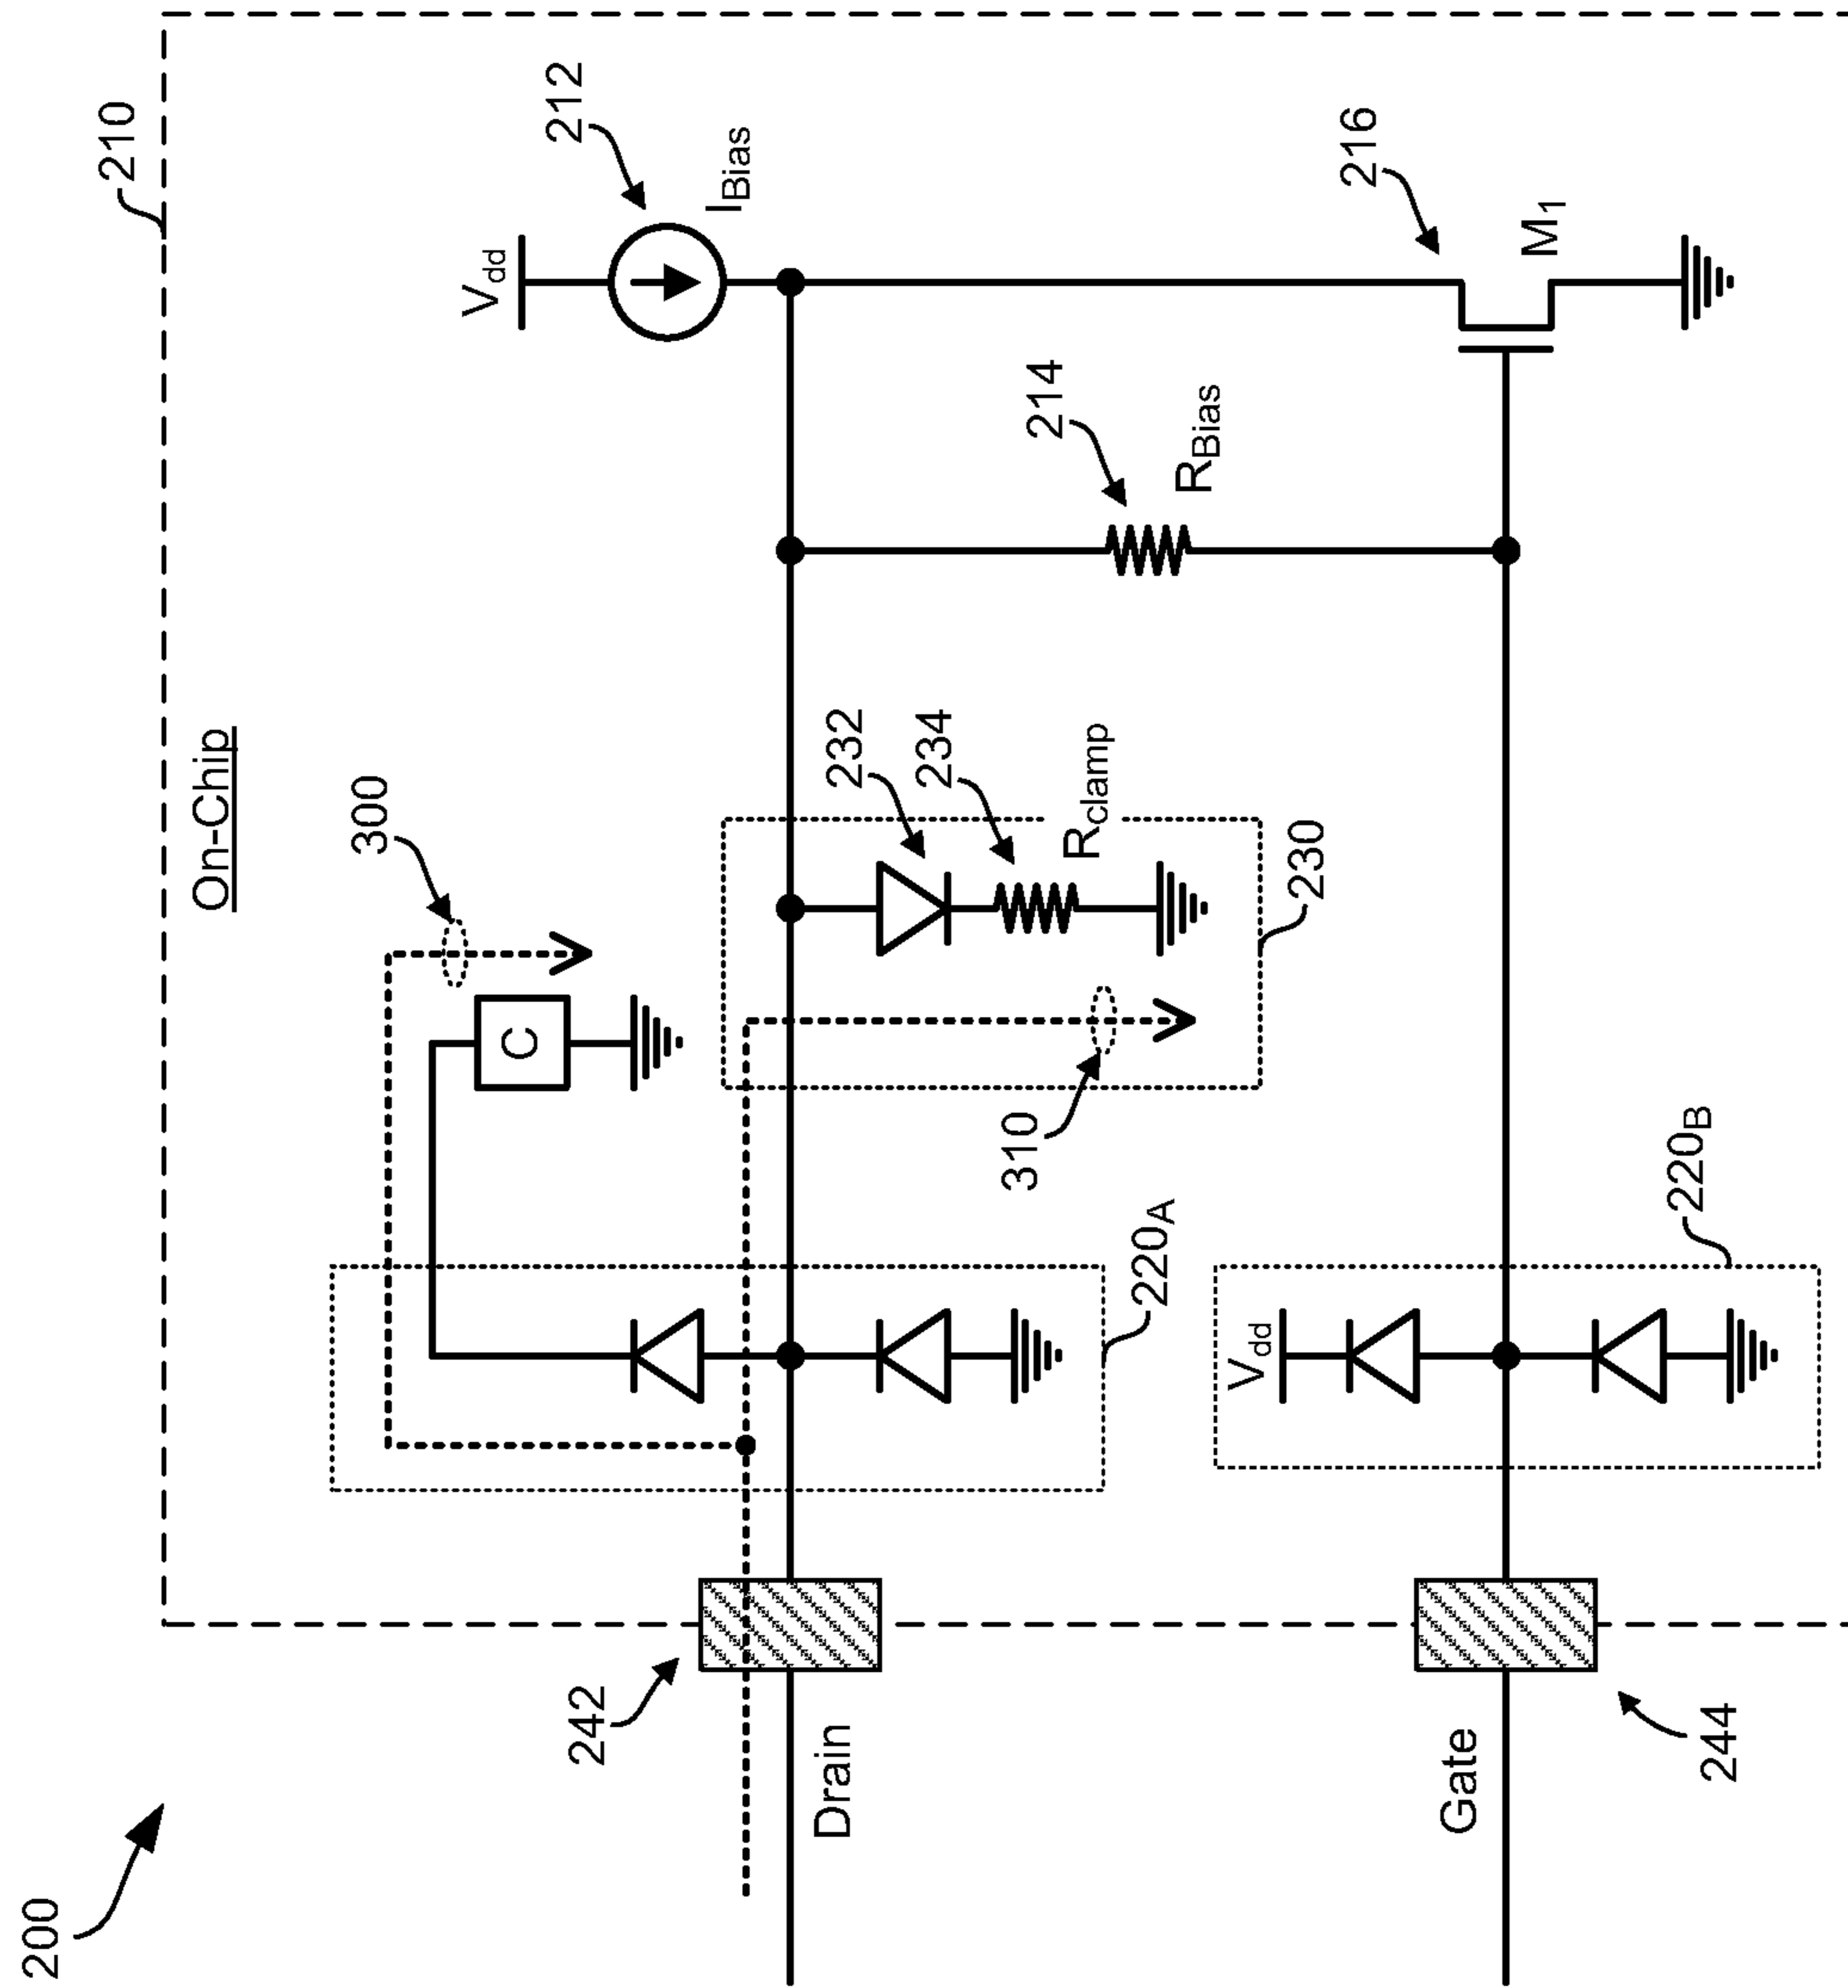 200
210
On-Chip
V_dd
212
I_Bias
300
C
232
234
R_clamp
214
R_Bias
216
M_1
310
230
220_A
242
Drain
V_dd
220_B
Gate
244